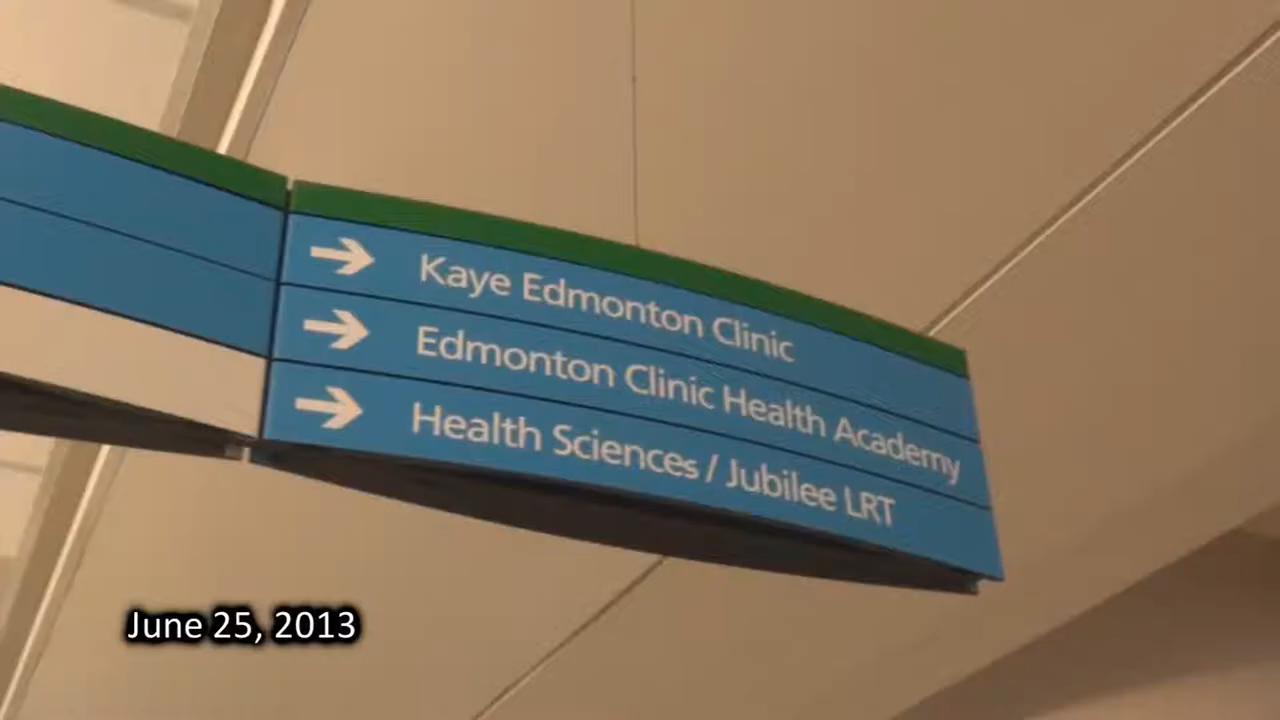 Kaye Edmonton Clinic
Edmonton Clinic Health Academy
Health Sciences / Jubilee LRT
June 25, 2013